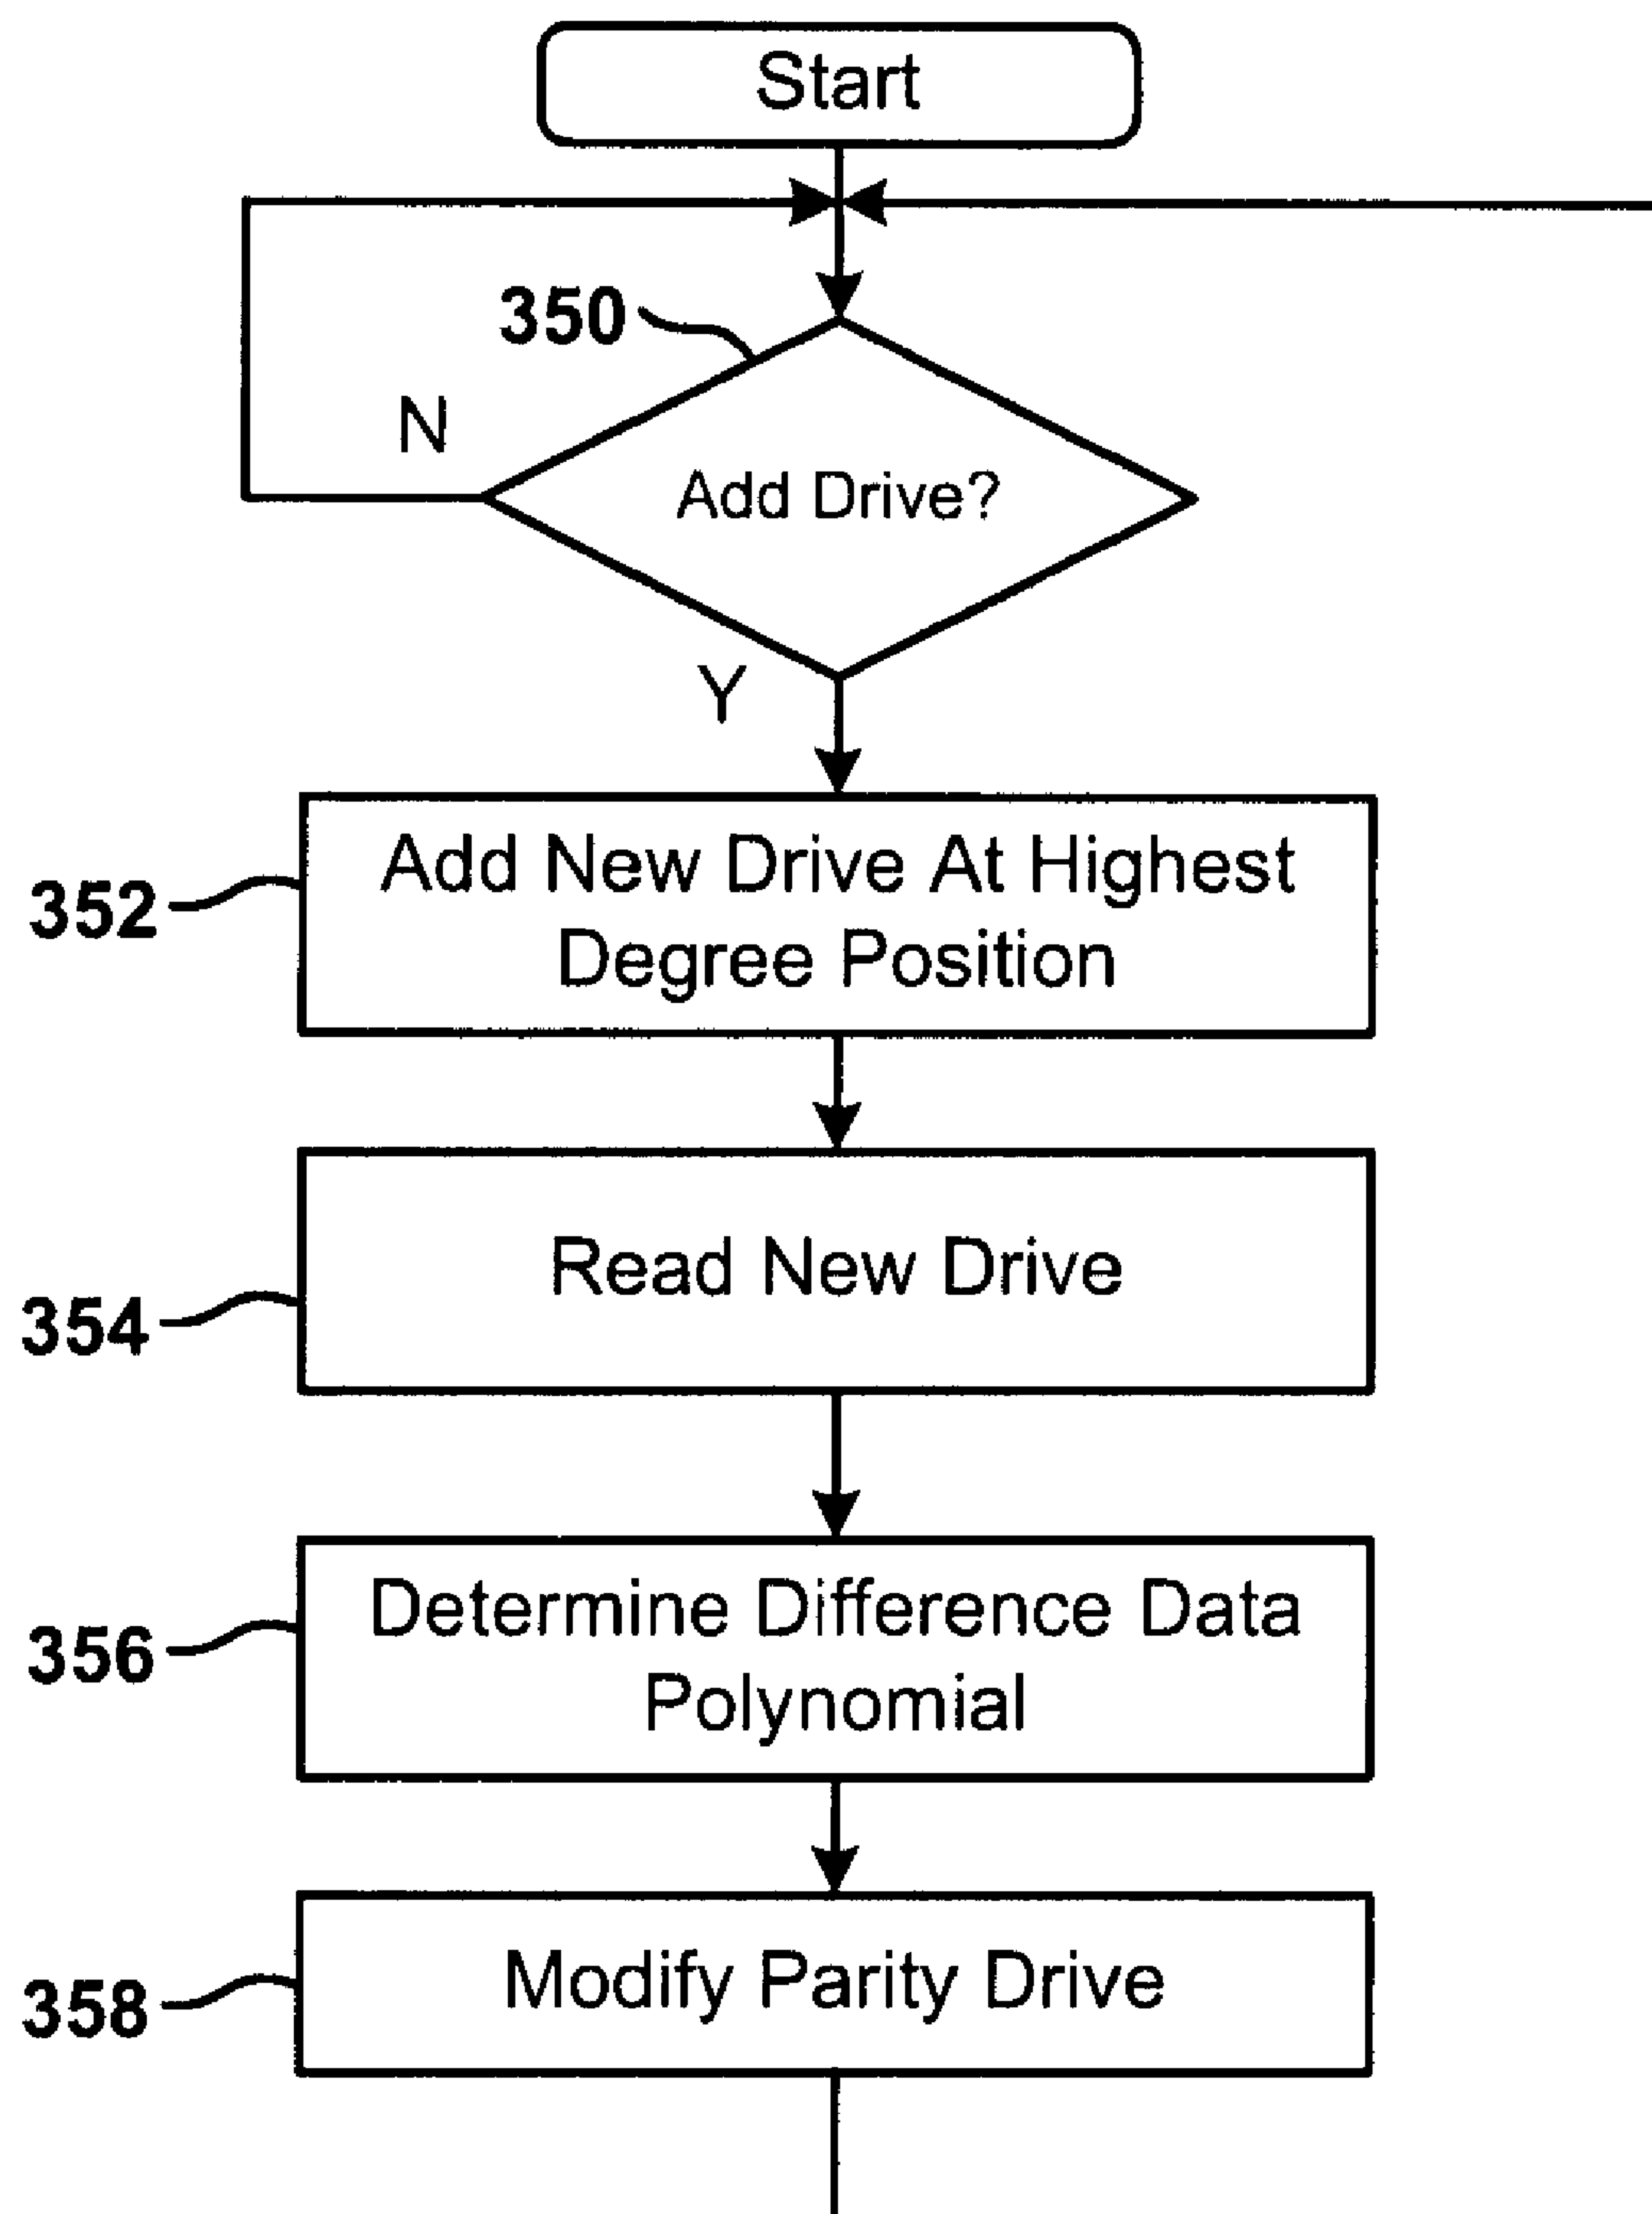 Start
350
N
Add Drive?
Y
352
Add New Drive At Highest
Degree Position
354
Read New Drive
356
Determine Difference Data
Polynomial
358
Modify Parity Drive